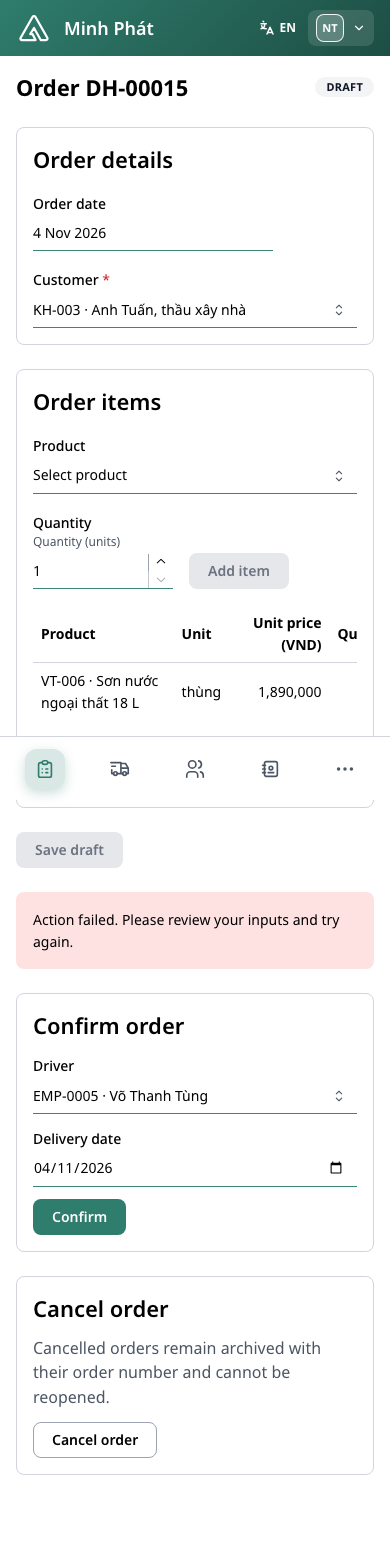 Minh Phát
EN
NT
Order DH-00015
DRAFT
Order details
Order date
4 Nov 2026
Customer *
KH-003 · Anh Tuấn, thầu xây nhà
Order items
Product
Select product
Quantity
Quantity (units)
1
Add item
Product Unit Unit price (VND) Qu
VT-006 · Sơn nước
ngoại thất 18 L
thùng
1,890,000
Save draft
Action failed. Please review your inputs and try
again.
Confirm order
Driver
EMP-0005 · Võ Thanh Tùng
Delivery date
04/11/2026
Confirm
Cancel order
Cancelled orders remain archived with
their order number and cannot be
reopened.
Cancel order